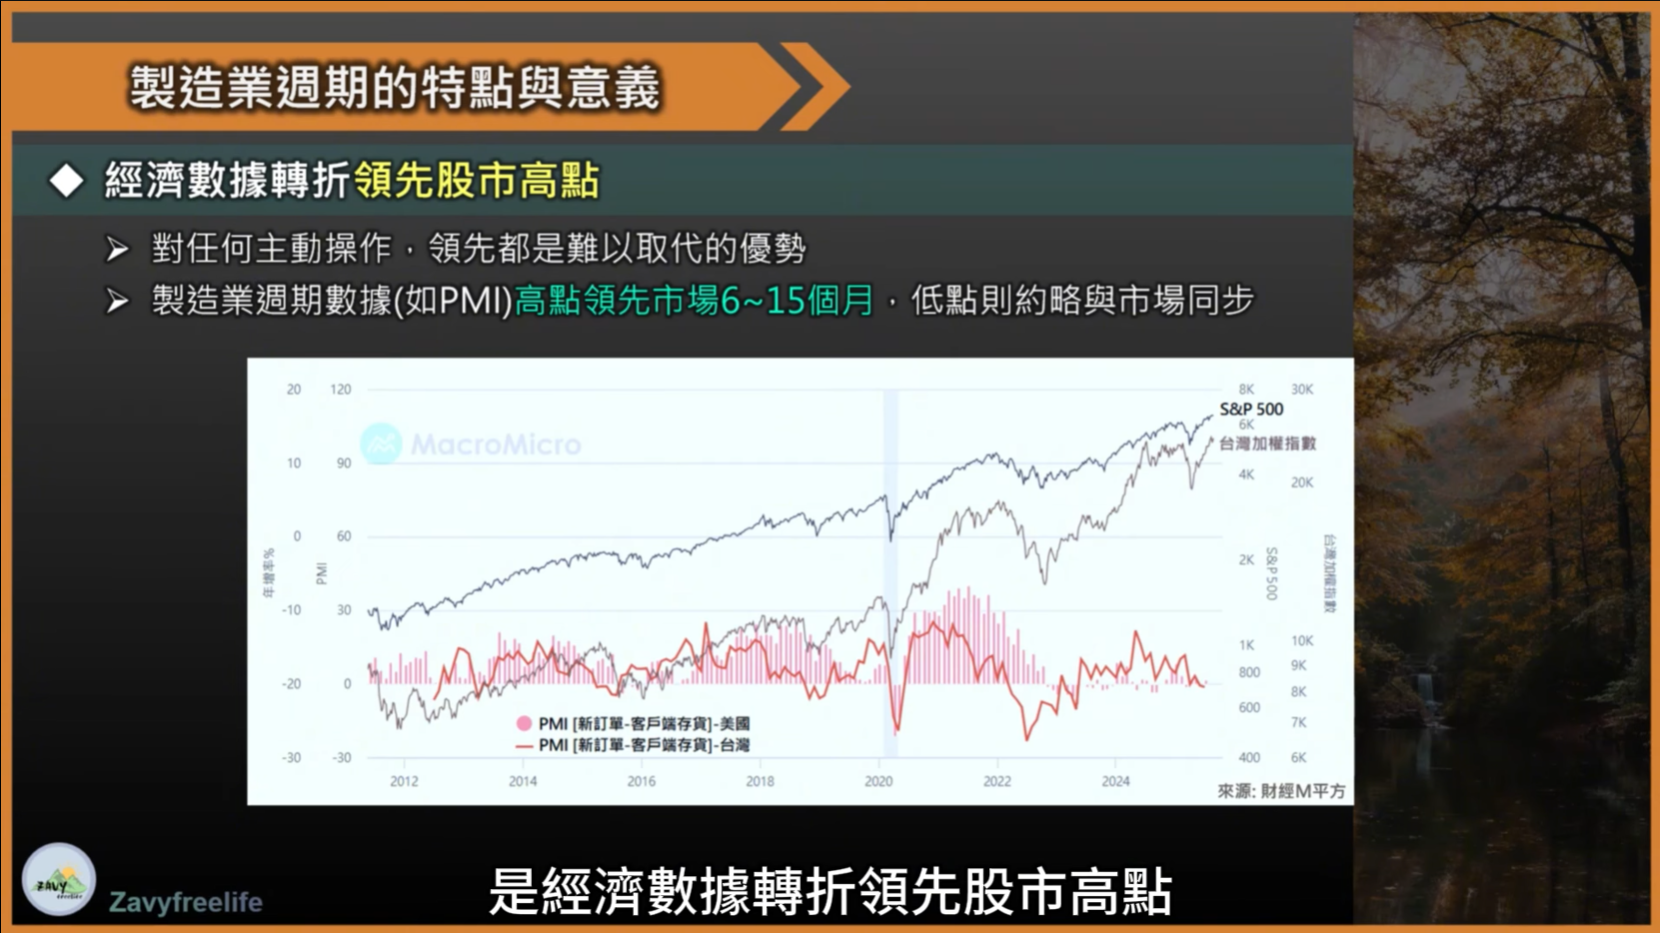 製造業週期的特點與意義
◆ 經濟數據轉折領先股市高點
➢ 對任何主動操作，領先都是難以取代的優勢
➢ 製造業週期數據(如PMI)高點領先市場6~15個月，低點則約略與市場同步
20 120 8K 30K
S&P 500
6K
MacroMicro
台灣加權指數
10 90 4K 20K
0 60
年增率% PMI 2K S&P 500 台灣加權指數
-10 30
1K 10K
800 9K
-20 0 8K
600 7K
PMI [新訂單-客戶端存貨]-美國
PMI [新訂單-客戶端存貨]-台灣
-30 -30 400 6K
2012 2014 2016 2018 2020 2022 2024
來源: 財經M平方
ZAVY
freelife
Zavyfreelife
是經濟數據轉折領先股市高點